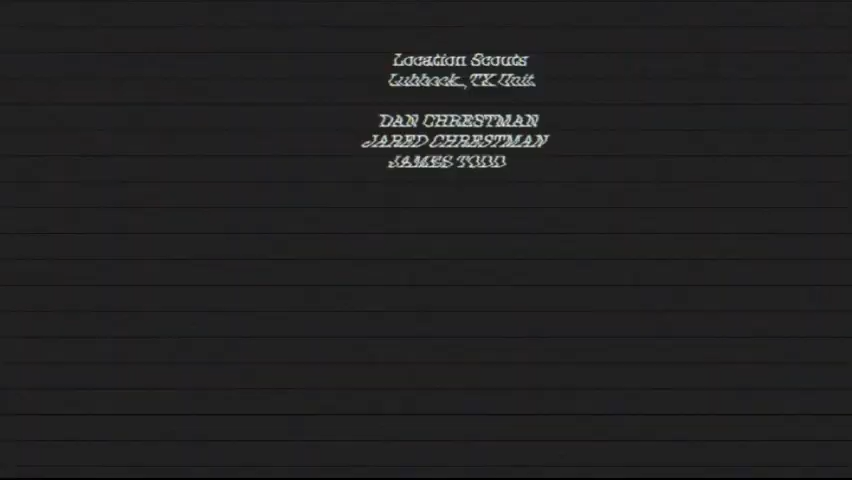 Location Scouts
Lubbock, TX Unit
DAN CHRESTMAN
JARED CHRESTMAN
JAMES TODD